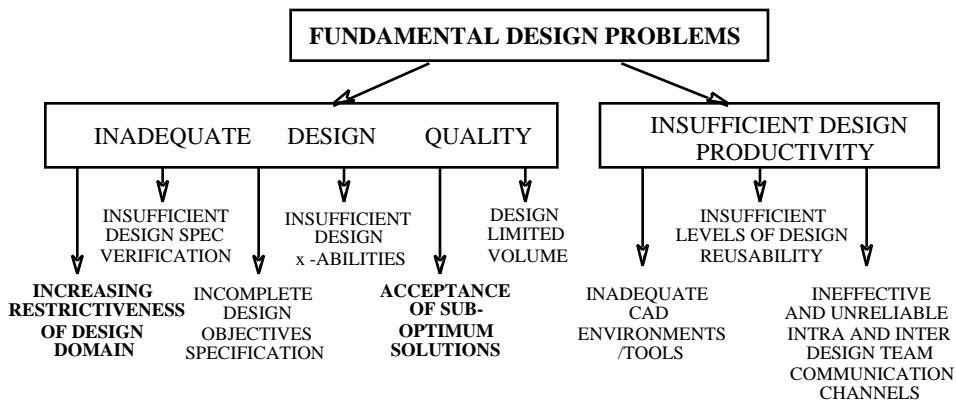 FUNDAMENTAL DESIGN PROBLEMS
INADEQUATE DESIGN QUALITY
INSUFFICIENT DESIGN
PRODUCTIVITY
INSUFFICIENT
DESIGN SPEC
VERIFICATION
INSUFFICIENT
DESIGN
x -ABILITIES
DESIGN
LIMITED
VOLUME
INSUFFICIENT
LEVELS OF DESIGN
REUSABILITY
INCREASING
RESTRICTIVENESS
OF DESIGN
DOMAIN
INCOMPLETE
DESIGN
OBJECTIVES
SPECIFICATION
ACCEPTANCE
OF SUB-
OPTIMUM
SOLUTIONS
INADEQUATE
CAD
ENVIRONMENTS
/TOOLS
INEFFECTIVE
AND UNRELIABLE
INTRA AND INTER
DESIGN TEAM
COMMUNICATION
CHANNELS